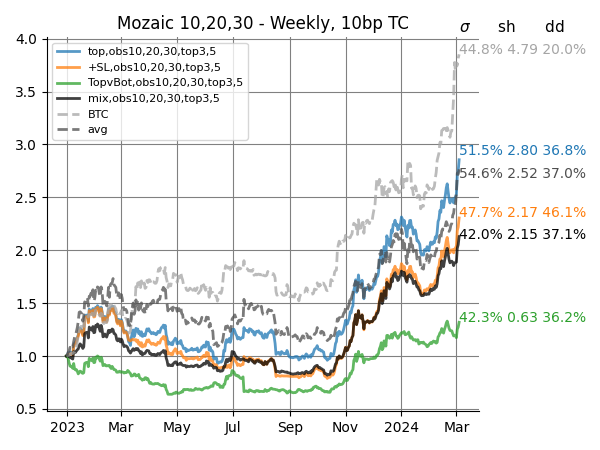 Mozaic 10,20,30 - Weekly, 10bp TC
σ sh dd
4.0
3.5
3.0
2.5
2.0
1.5
1.0
0.5
top,obs10,20,30,top3,5
+SL,obs10,20,30,top3,5
TopvBot,obs10,20,30,top3,5
mix,obs10,20,30,top3,5
BTC
avg
44.8% 4.79 20.0%
51.5% 2.80 36.8%
54.6% 2.52 37.0%
47.7% 2.17 46.1%
42.0% 2.15 37.1%
42.3% 0.63 36.2%
2023 Mar May Jul Sep Nov 2024 Mar